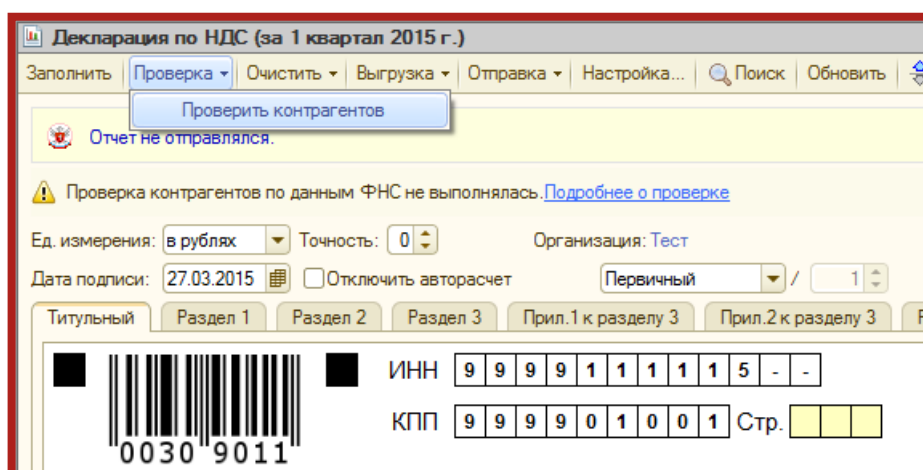 Декларация по НДС (за 1 квартал 2015 г.)
Заполнить Проверка Очистить Выгрузка Отправка Настройка... Поиск Обновить
Проверить контрагентов
Отчет не отправлялся.
Проверка контрагентов по данным ФНС не выполнялась. Подробнее о проверке
Ед. измерения: в рублях Точность: 0 Организация: Тест
Дата подписи: 27.03.2015 Отключить авторасчет Первичный / 1
Титульный Раздел 1 Раздел 2 Раздел 3 Прил.1 к разделу 3 Прил.2 к разделу 3
ИНН 9 9 9 9 1 1 1 1 1 5 - -
КПП 9 9 9 9 0 1 0 0 1 Стр.
0030 9011